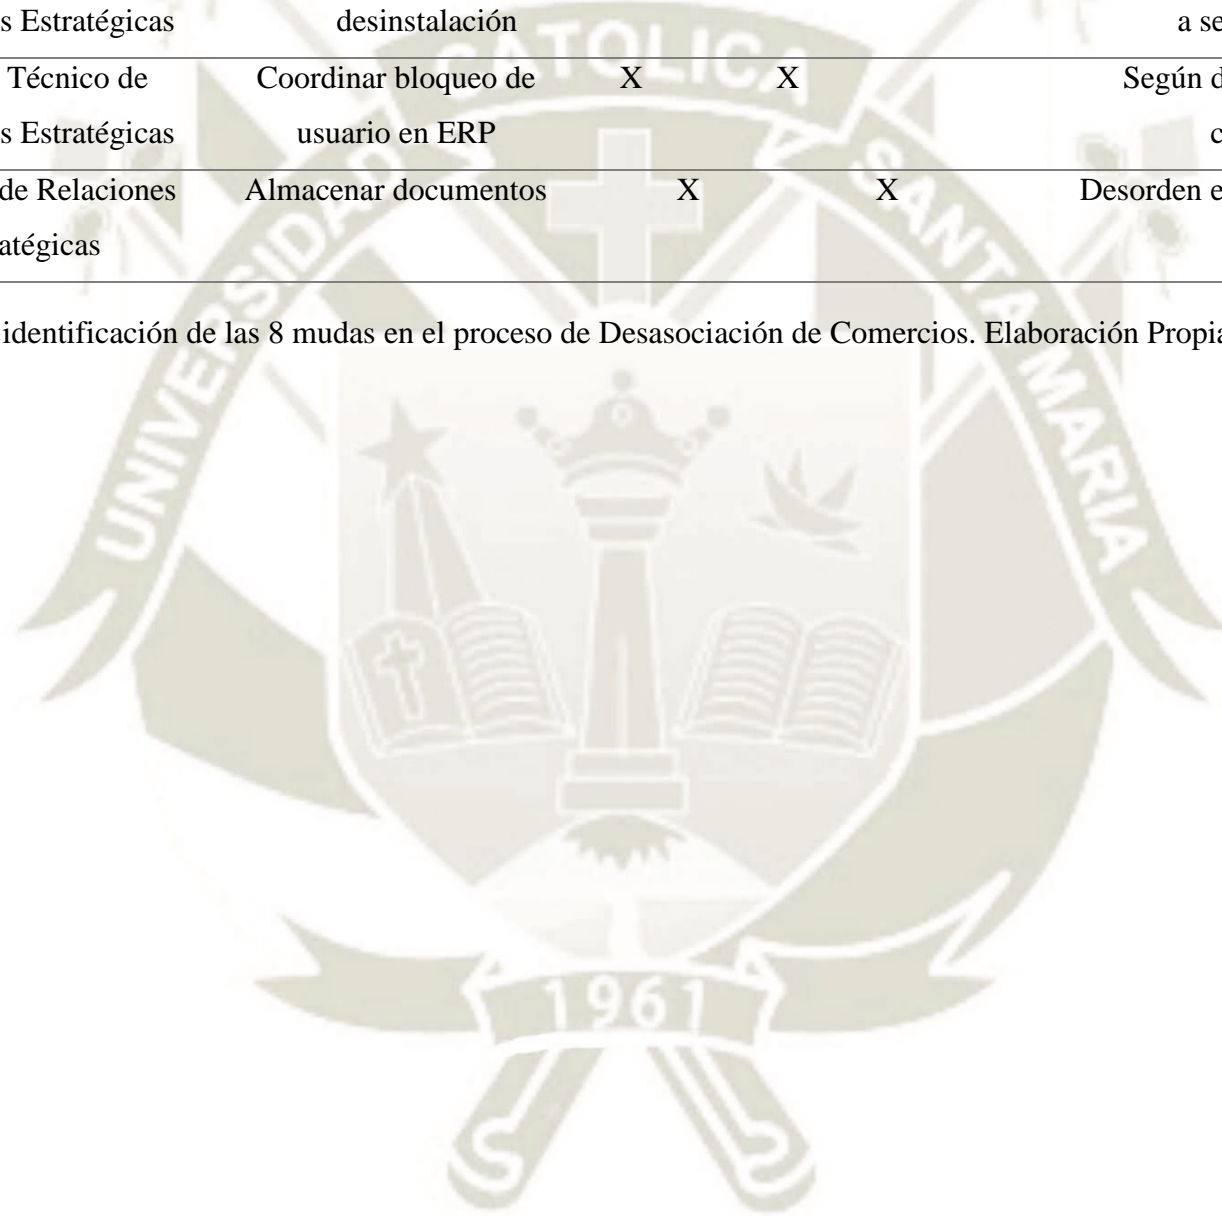 s Estratégicas desinstalación a se
Técnico de Coordinar bloqueo de X X Según d
s Estratégicas usuario en ERP c
de Relaciones Almacenar documentos X X Desorden e
atégicas
identificación de las 8 mudas en el proceso de Desasociación de Comercios. Elaboración Propia
UNIVERSIDAD CATOLICA SANTA MARIA
1961